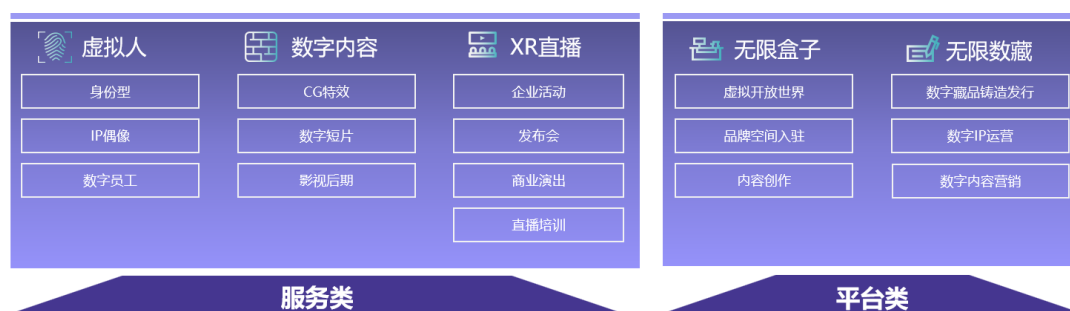 虚拟人
身份型
IP偶像
数字员工
数字内容
CG特效
数字短片
影视后期
XR直播
企业活动
发布会
商业演出
直播培训
服务类
无限盒子
虚拟开放世界
品牌空间入驻
内容创作
无限数藏
数字藏品铸造发行
数字IP运营
数字内容营销
平台类